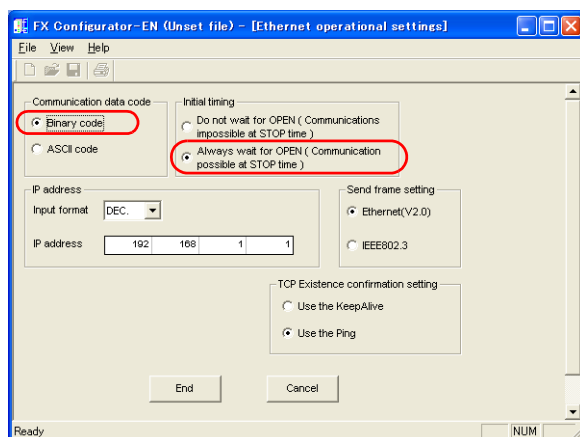 FX Configurator-EN (Unset file) - [Ethernet operational settings]
File View Help
Communication data code
Binary code
ASCII code
Initial timing
Do not wait for OPEN ( Communications
impossible at STOP time )
Always wait for OPEN ( Communication
possible at STOP time )
IP address
Input format DEC.
IP address 192 168 1 1
Send frame setting
Ethernet(V2.0)
IEEE802.3
TCP Existence confirmation setting
Use the KeepAlive
Use the Ping
End Cancel
Ready NUM